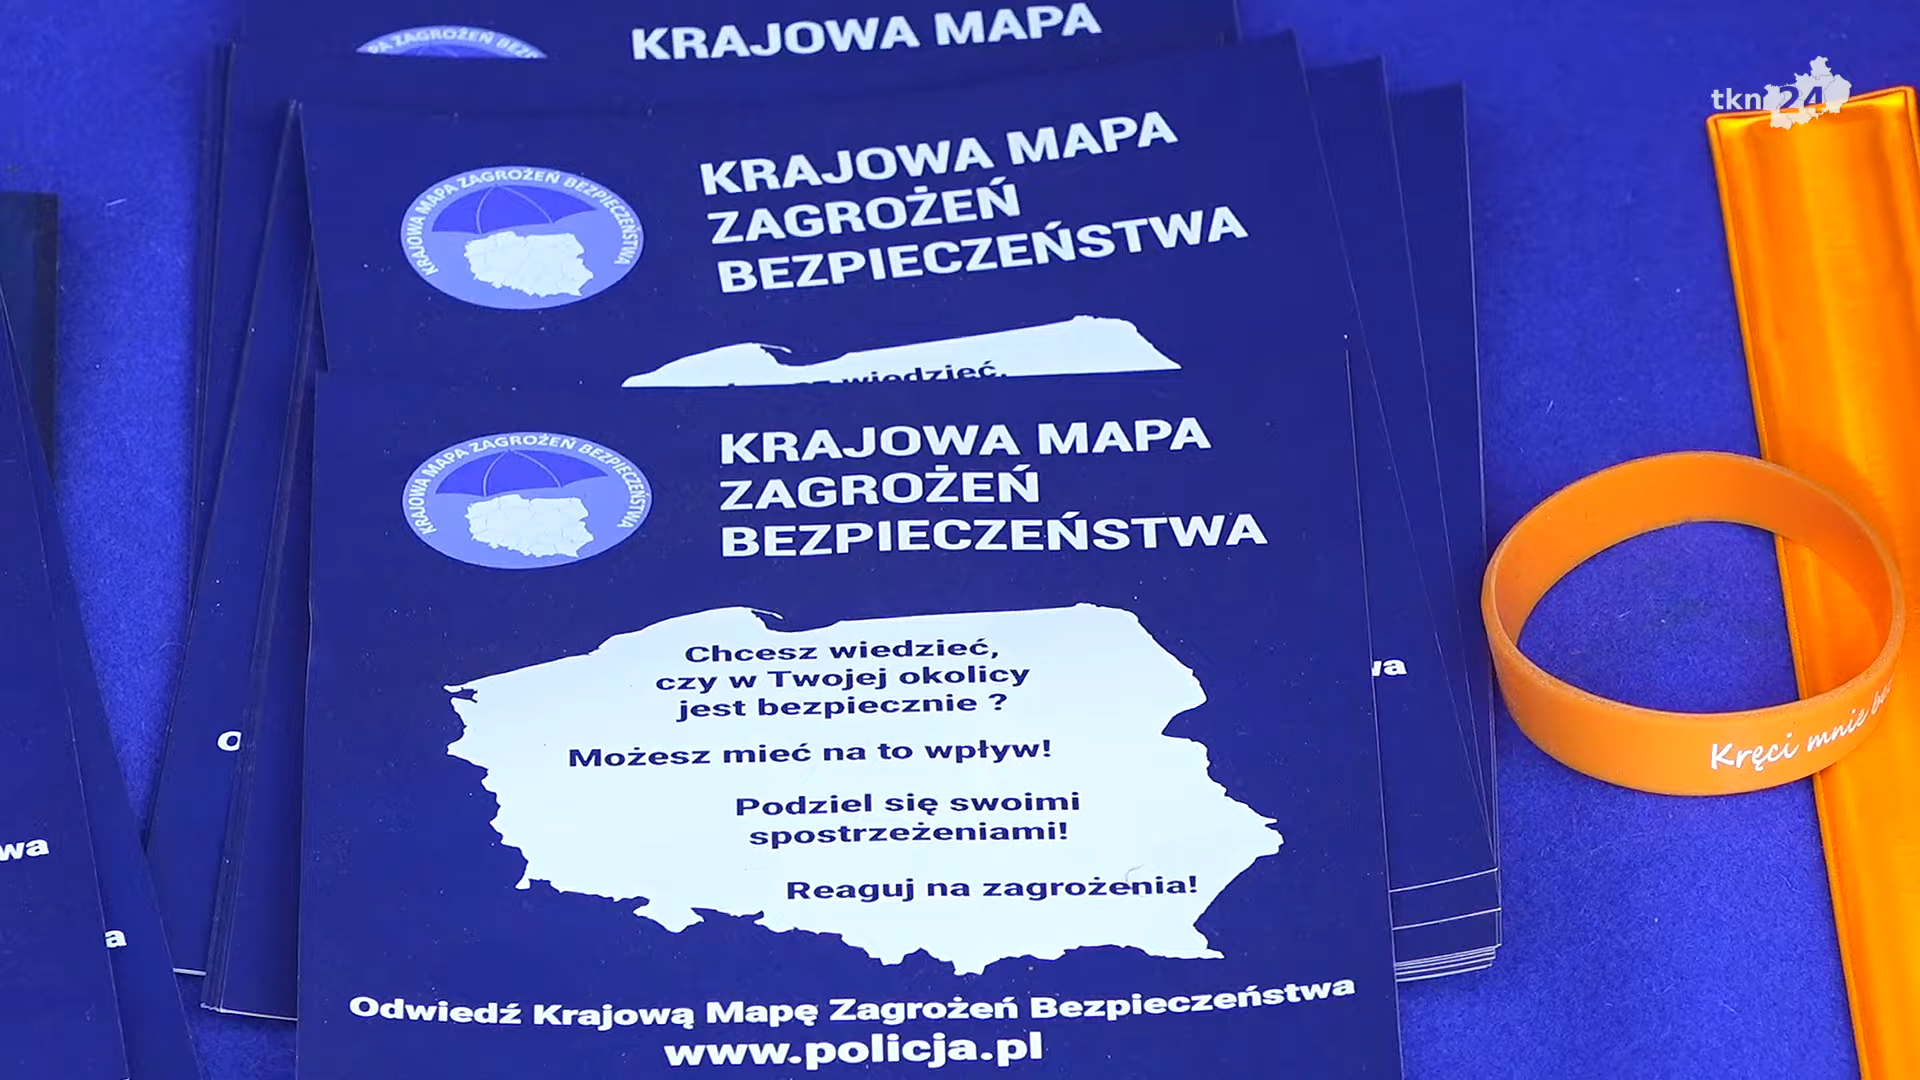 KRAJOWA MAPA
tkn24
KRAJOWA MAPA
ZAGROŻEŃ
BEZPIECZEŃSTWA
KRAJOWA MAPA ZAGROŻEŃ BEZPIECZEŃSTWA
wiedzieć,
KRAJOWA MAPA
ZAGROŻEŃ
BEZPIECZEŃSTWA
KRAJOWA MAPA ZAGROŻEŃ BEZPIECZEŃSTWA
Chcesz wiedzieć,
czy w Twojej okolicy
jest bezpiecznie ?
Możesz mieć na to wpływ!
Podziel się swoimi
spostrzeżeniami!
Reaguj na zagrożenia!
Odwiedź Krajową Mapę Zagrożeń Bezpieczeństwa
www.policja.pl
Kręci mnie